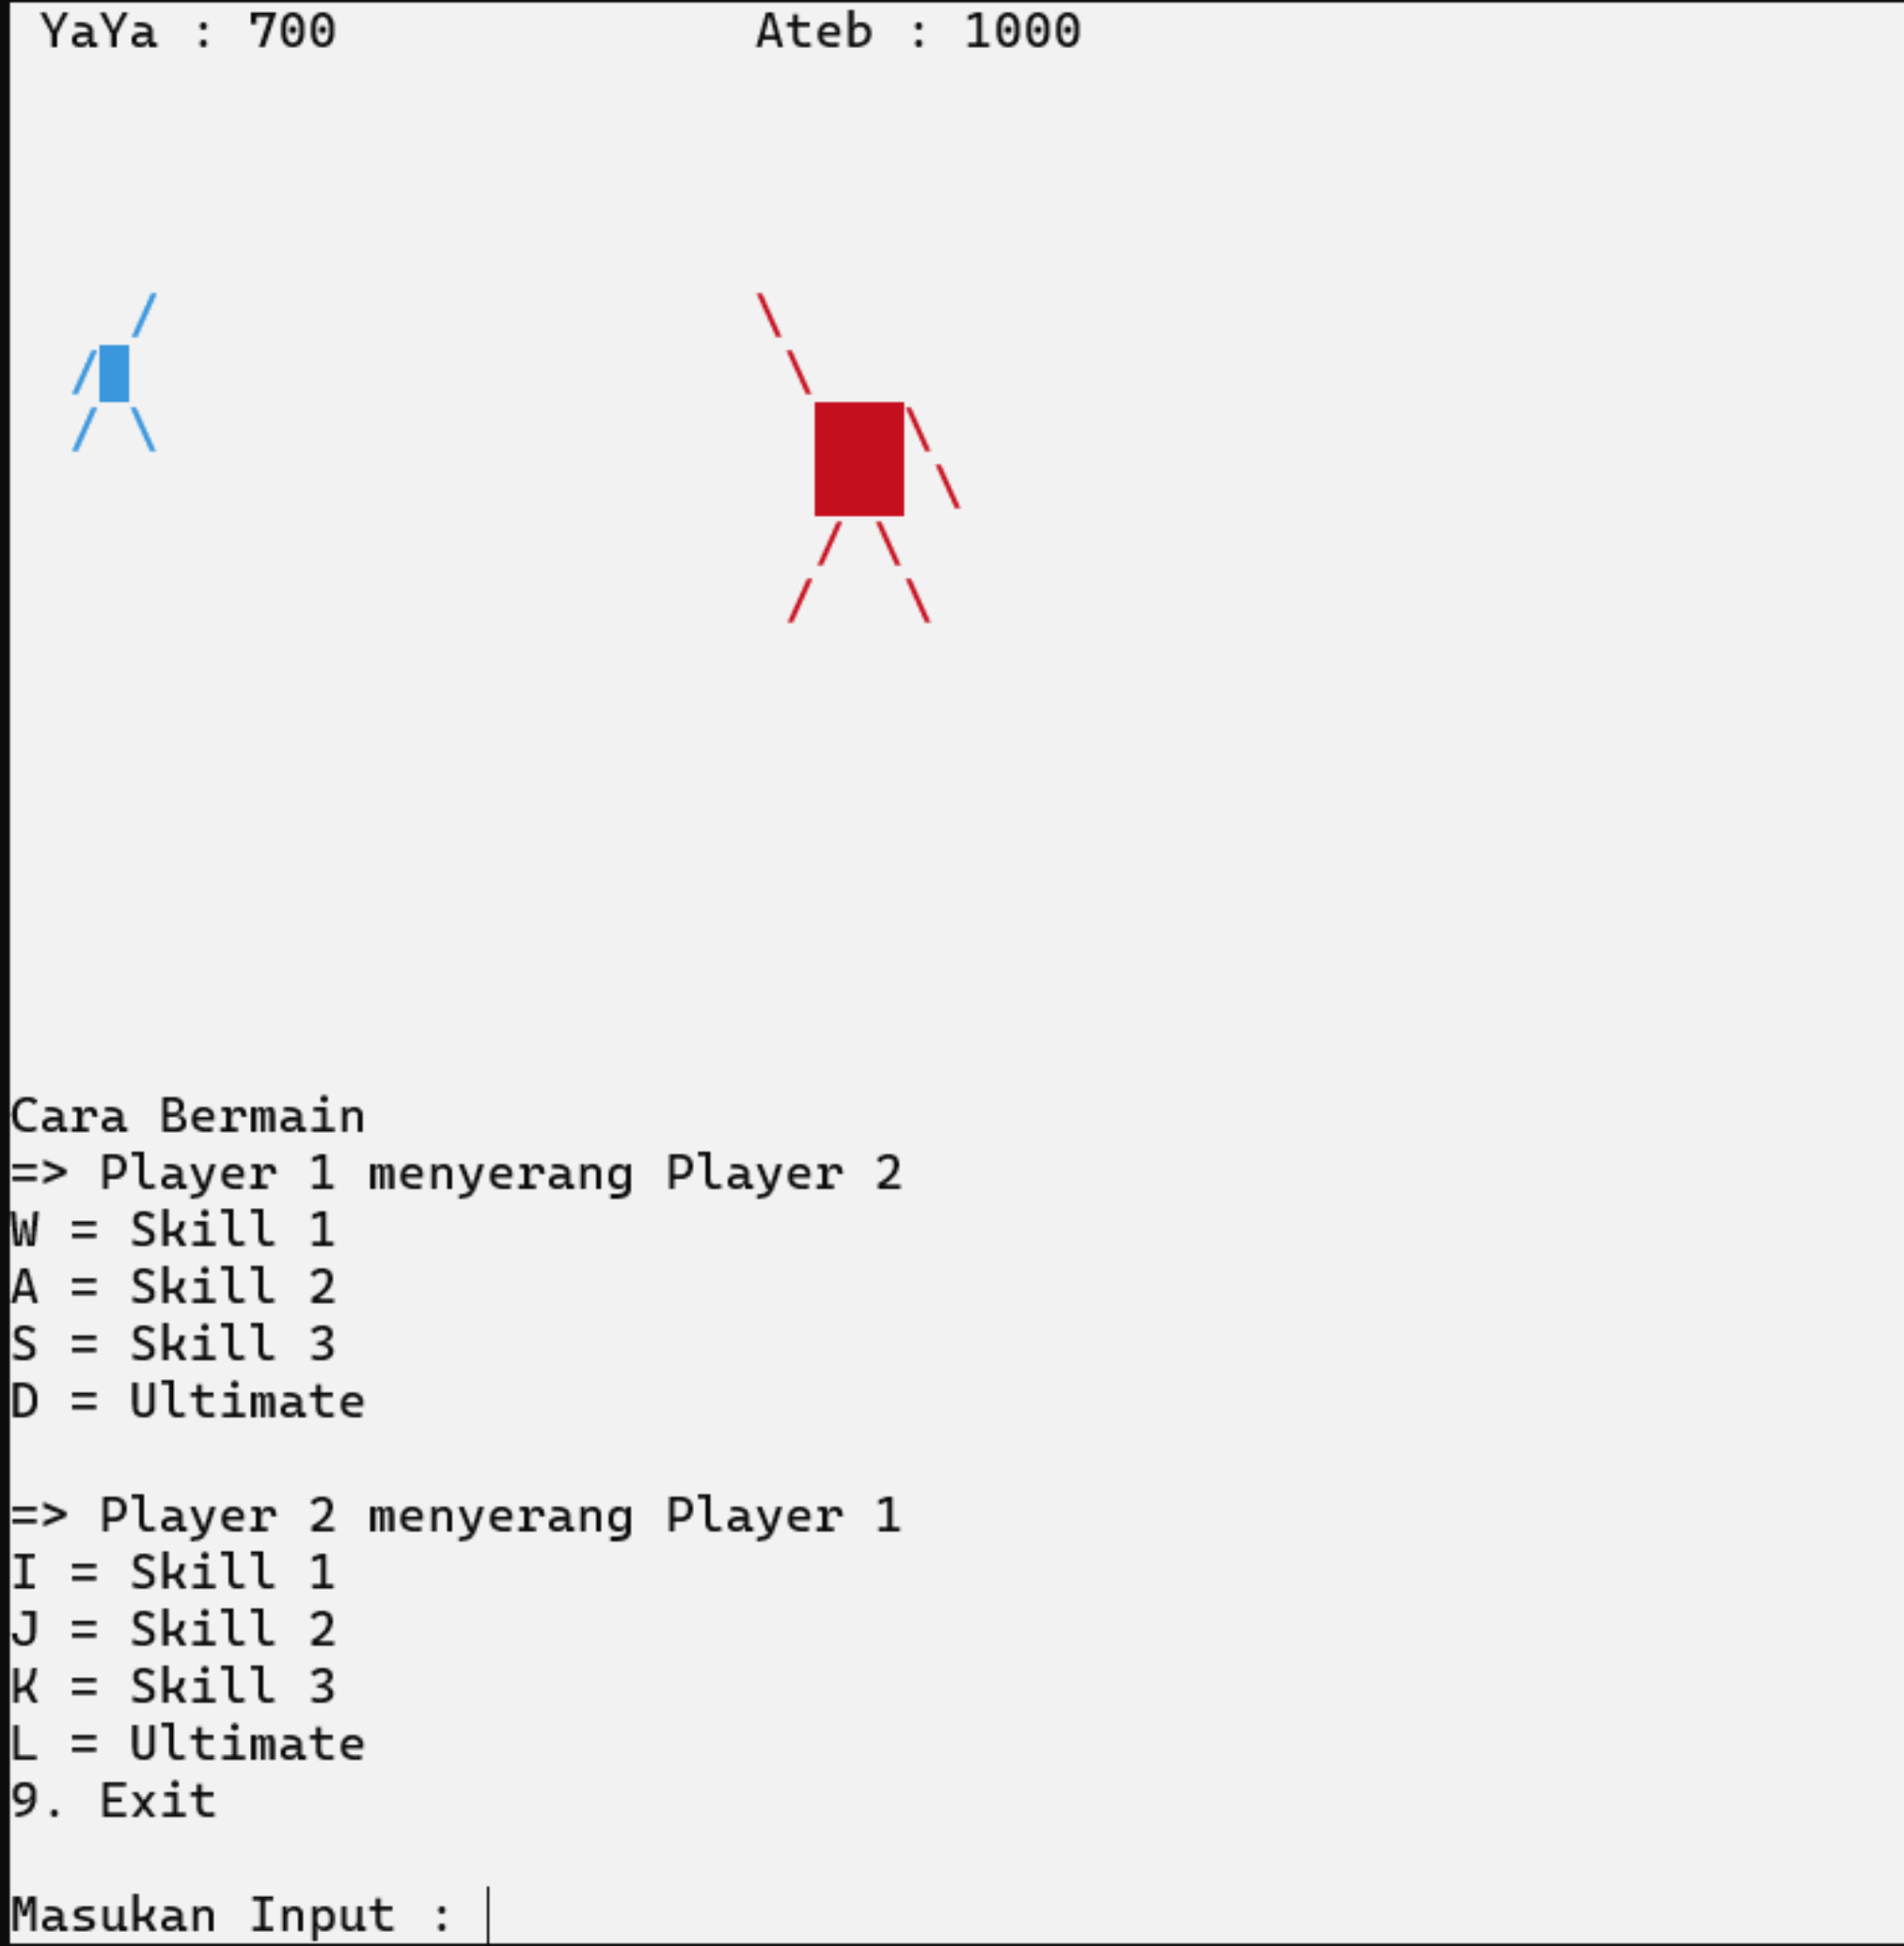 YaYa : 700 Ateb : 1000
Cara Bermain
=> Player 1 menyerang Player 2
W = Skill 1
A = Skill 2
S = Skill 3
D = Ultimate
=> Player 2 menyerang Player 1
I = Skill 1
J = Skill 2
K = Skill 3
L = Ultimate
9. Exit
Masukan Input :